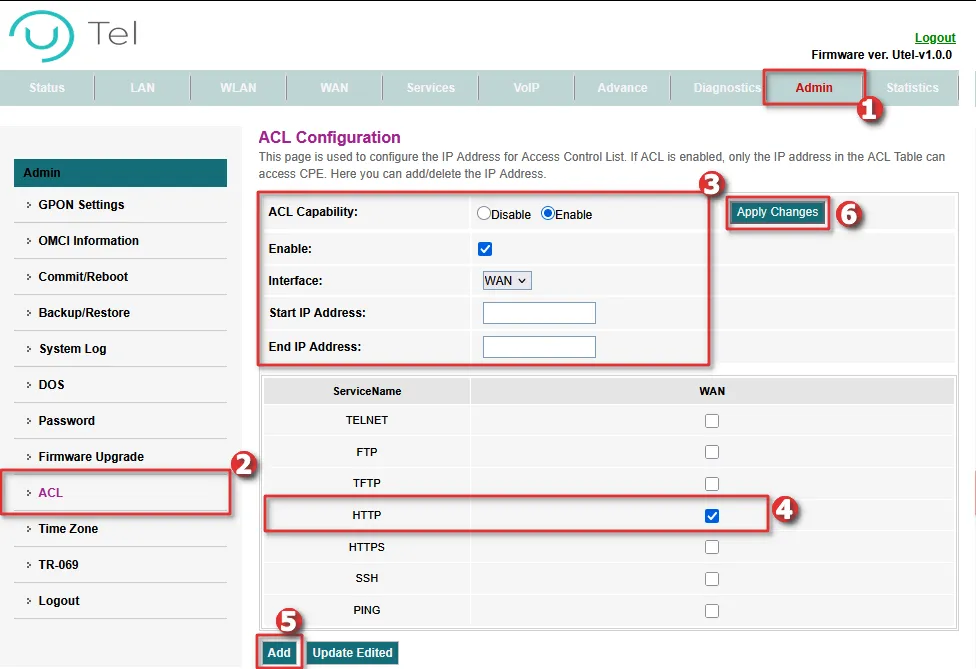 Tel
Logout
Firmware ver. Utel-v1.0.0
Status LAN WLAN WAN Services VoIP Advance Diagnostics Admin Statistics
1
ACL Configuration
This page is used to configure the IP Address for Access Control List. If ACL is enabled, only the IP address in the ACL Table can
access CPE. Here you can add/delete the IP Address.
Admin
GPON Settings
OMCI Information
Commit/Reboot
Backup/Restore
System Log
DOS
Password
Firmware Upgrade
2
ACL
Time Zone
TR-069
Logout
3
ACL Capability: Disable Enable
Apply Changes 6
Enable:
Interface: WAN
Start IP Address:
End IP Address:
ServiceName WAN
TELNET
FTP
TFTP
HTTP
4
HTTPS
SSH
PING
5
Add Update Edited